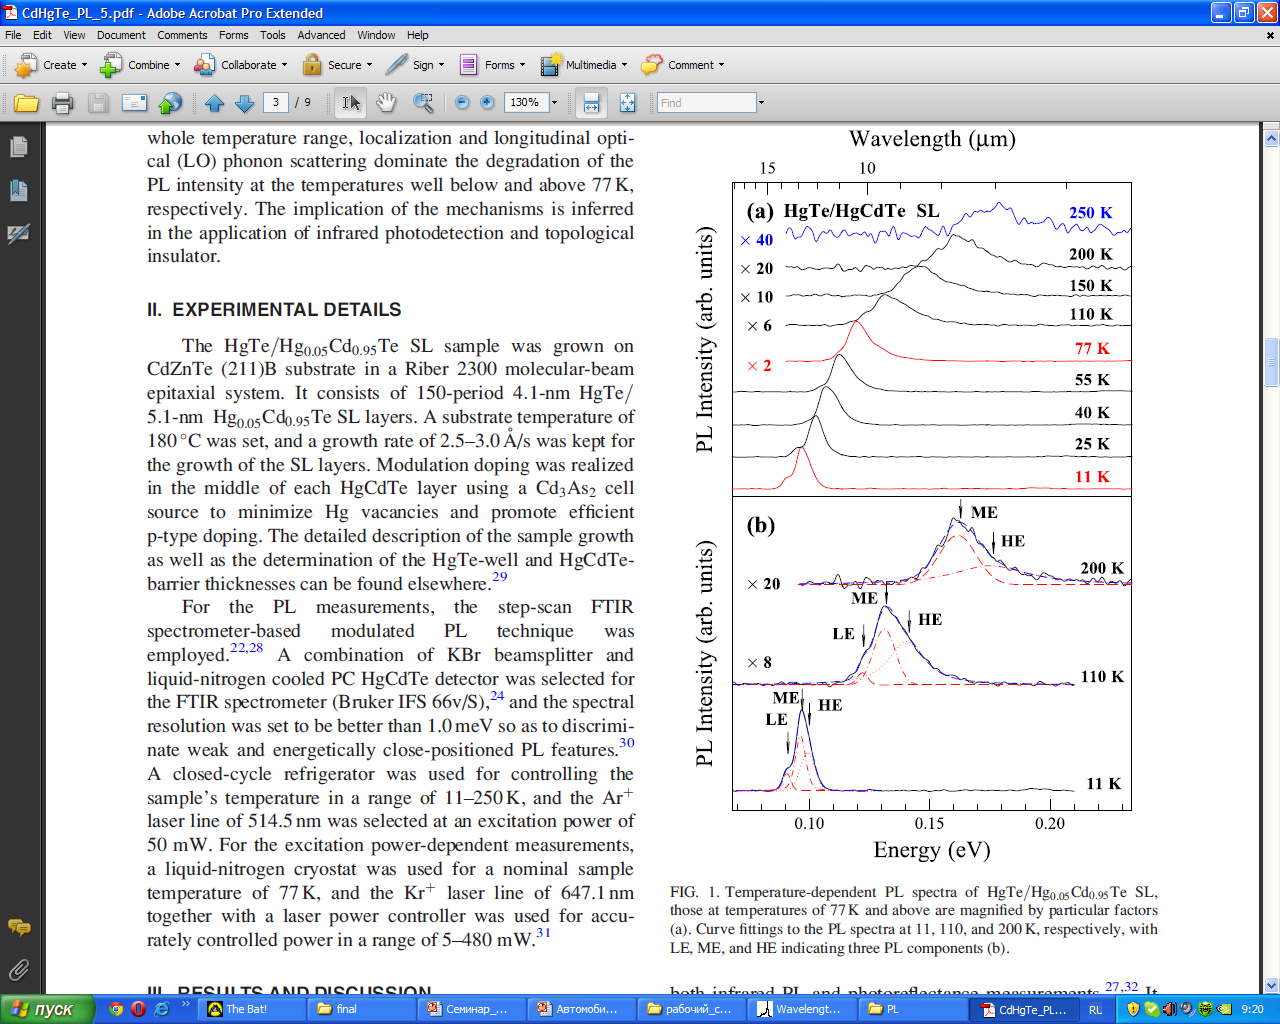 CdHgTe_PL_5.pdf - Adobe Acrobat Pro Extended
File Edit View Document Comments Forms Tools Advanced Window Help
Create Combine Collaborate Secure Sign Forms Multimedia Comment
3 / 9 130% Find
whole temperature range, localization and longitudinal opti-
cal (LO) phonon scattering dominate the degradation of the
PL intensity at the temperatures well below and above 77 K,
respectively. The implication of the mechanisms is inferred
in the application of infrared photodetection and topological
insulator.
II. EXPERIMENTAL DETAILS
The HgTe/Hg0.05Cd0.95Te SL sample was grown on
CdZnTe (211)B substrate in a Riber 2300 molecular-beam
epitaxial system. It consists of 150-period 4.1-nm HgTe/
5.1-nm Hg0.05Cd0.95Te SL layers. A substrate temperature of
180 °C was set, and a growth rate of 2.5–3.0 Å/s was kept for
the growth of the SL layers. Modulation doping was realized
in the middle of each HgCdTe layer using a Cd3As2 cell
source to minimize Hg vacancies and promote efficient
p-type doping. The detailed description of the sample growth
as well as the determination of the HgTe-well and HgCdTe-
barrier thicknesses can be found elsewhere.29
For the PL measurements, the step-scan FTIR
spectrometer-based modulated PL technique was
employed.22,28 A combination of KBr beamsplitter and
liquid-nitrogen cooled PC HgCdTe detector was selected for
the FTIR spectrometer (Bruker IFS 66v/S),24 and the spectral
resolution was set to be better than 1.0 meV so as to discrimi-
nate weak and energetically close-positioned PL features.30
A closed-cycle refrigerator was used for controlling the
sample's temperature in a range of 11–250 K, and the Ar+
laser line of 514.5 nm was selected at an excitation power of
50 mW. For the excitation power-dependent measurements,
a liquid-nitrogen cryostat was used for a nominal sample
temperature of 77 K, and the Kr+ laser line of 647.1 nm
together with a laser power controller was used for accu-
rately controlled power in a range of 5–480 mW.31
III. RESULTS AND DISCUSSION
Wavelength (μm)
15 10
(a) HgTe/HgCdTe SL 250 K
× 40
200 K
× 20
150 K
× 10
110 K
× 6
77 K
× 2
55 K
40 K
25 K
11 K
PL Intensity (arb. units)
(b) ME
HE
200 K
× 20
ME
HE
LE
× 8
110 K
ME HE
LE
11 K
PL Intensity (arb. units)
0.10 0.15 0.20
Energy (eV)
FIG. 1. Temperature-dependent PL spectra of HgTe/Hg0.05Cd0.95Te SL,
those at temperatures of 77 K and above are magnified by particular factors
(a). Curve fittings to the PL spectra at 11, 110, and 200 K, respectively, with
LE, ME, and HE indicating three PL components (b).
both infrared PL and photoreflectance measurements.27,32 It
пуск The Bat! final Семинар_... Автомоби... рабочий_с... Wavelengt... PL CdHgTe_PL... RU 9:20